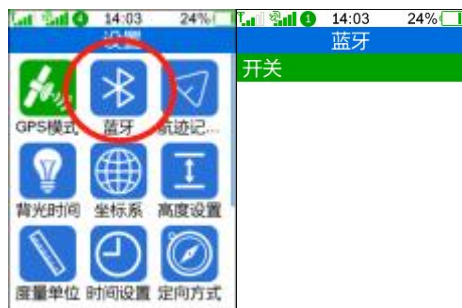 4 14:03 24%
设置
GPS模式 蓝牙 航迹记...
背光时间 坐标系 高度设置
度量单位 时间设置 定向方式
1 14:03 24%
蓝牙
开关